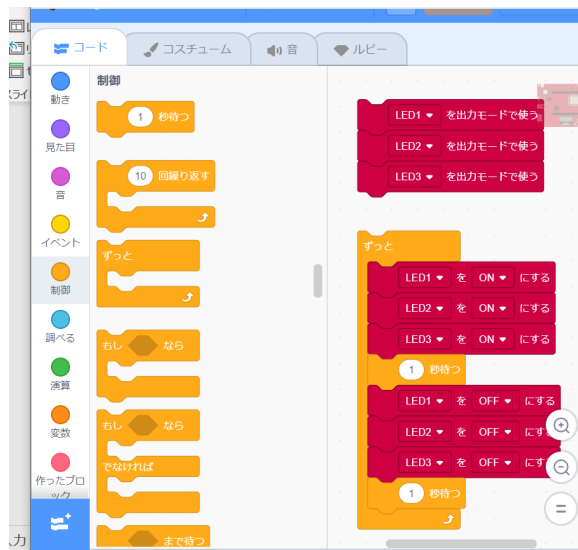 コード
コスチューム
音
ルビー
動き
見た目
音
イベント
制御
調べる
演算
変数
作ったブロ
ック
制御
1 秒待つ
10 回繰り返す
ずっと
もし なら
もし なら
でなければ
まで待つ
LED1 を出力モードで使う
LED2 を出力モードで使う
LED3 を出力モードで使う
ずっと
LED1 を ON にする
LED2 を ON にする
LED3 を ON にする
1 秒待つ
LED1 を OFF にする
LED2 を OFF にする
LED3 を OFF にする
1 秒待つ